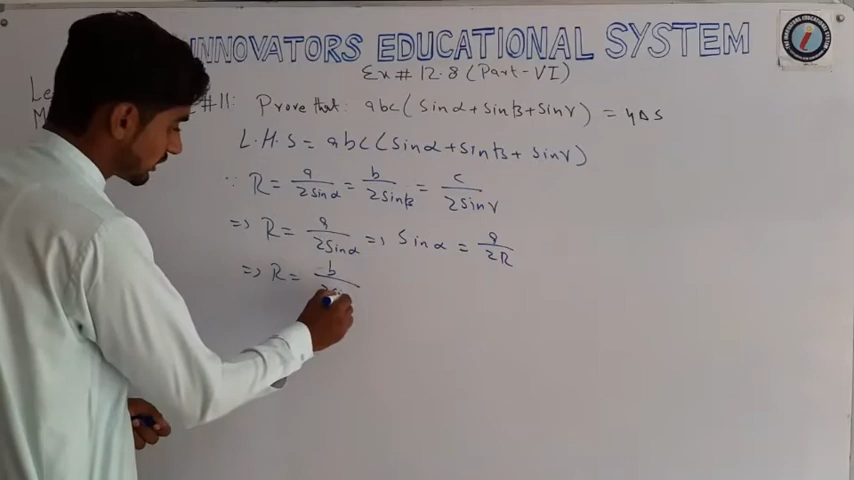 INNOVATORS EDUCATIONAL SYSTEM
Ex # 12.8 (Part-VI)
#11: Prove that: abc(Sinα+Sinβ+Sinγ) = 4ΔS
L.H.S = abc(Sinα+Sinβ+Sinγ)
∵ R = a/2Sinα = b/2Sinβ = c/2Sinγ
=> R = a/2Sinα => Sinα = a/2R
=> R = b/